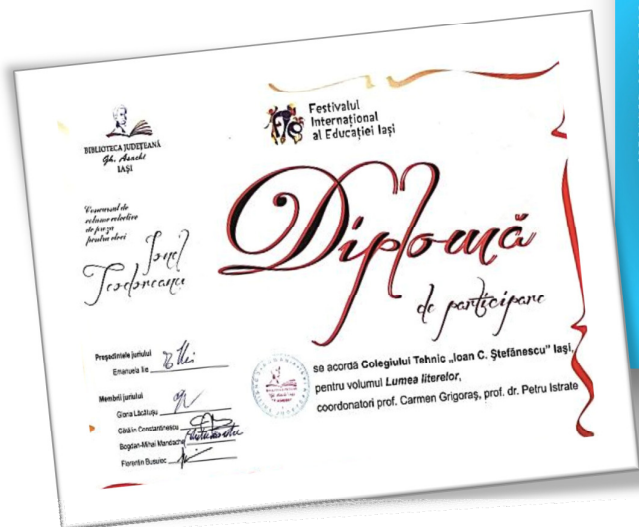 BIBLIOTECA JUDEȚEANĂ
Gh. Asachi
IAȘI
Festivalul
Internațional
al Educației Iași
Concursul de
volume colective
de proză
pentru elevi
Ionel
Teodoreanu
Diplomă
de participare
Președintele juriului
Emanuela Ilie
Membrii juriului
Gloria Lăcătușu
Cătălin Constantinescu
Bogdan-Mihai Mandache
Florentin Busuioc
se acordă Colegiului Tehnic „Ioan C. Ștefănescu” Iași,
pentru volumul Lumea literelor,
coordonatori prof. Carmen Grigoraș, prof. dr. Petru Istrate